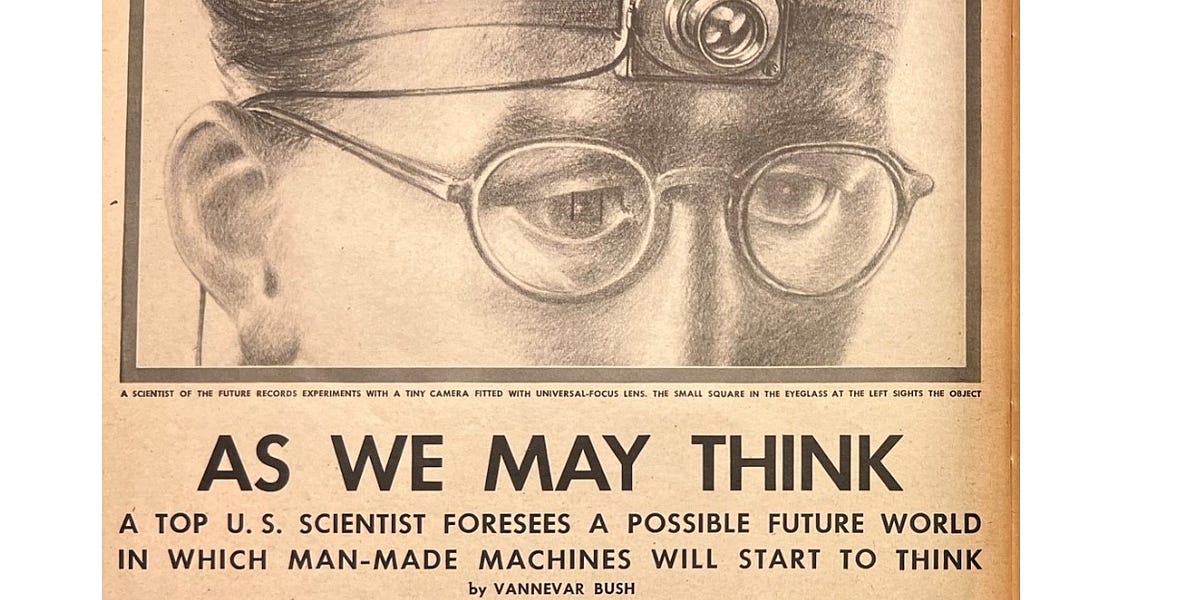 A SCIENTIST OF THE FUTURE RECORDS EXPERIMENTS WITH A TINY CAMERA FITTED WITH UNIVERSAL-FOCUS LENS. THE SMALL SQUARE IN THE EYEGLASS AT THE LEFT SIGHTS THE OBJECT
AS WE MAY THINK
A TOP U. S. SCIENTIST FORESEES A POSSIBLE FUTURE WORLD
IN WHICH MAN-MADE MACHINES WILL START TO THINK
by VANNEVAR BUSH